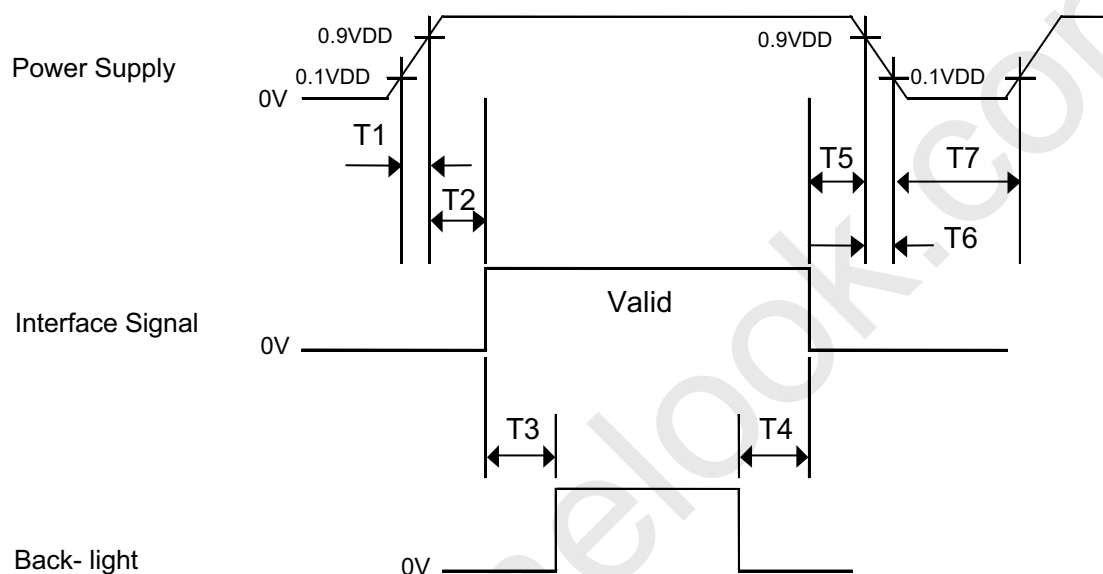 0.9VDD
0.9VDD
Power Supply
0.1VDD
0.1VDD
0V
T1
T5
T7
T2
T6
Valid
Interface Signal
0V
T3
T4
Back- light
0V